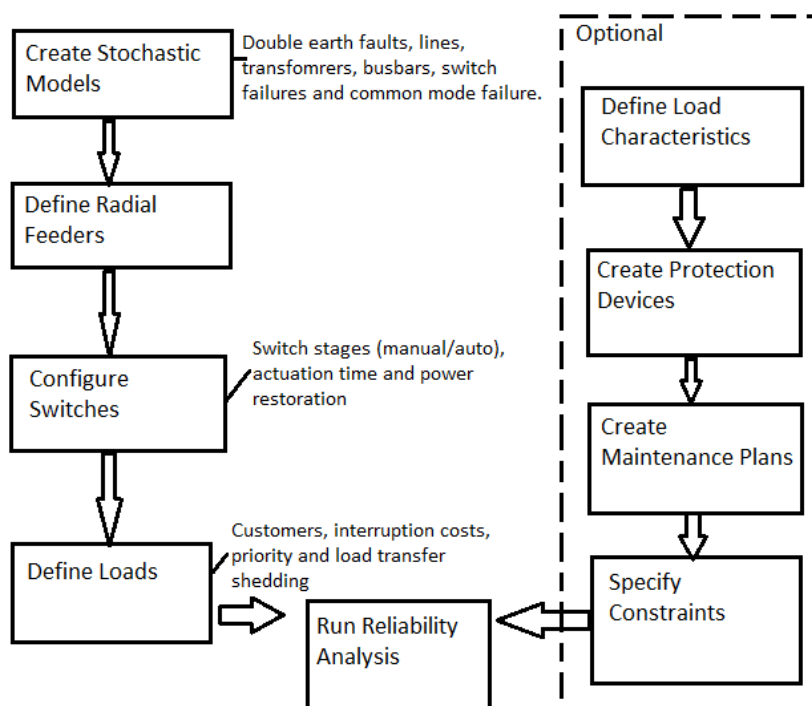 Create Stochastic
Models
Double earth faults, lines,
transfomrers, busbars, switch
failures and common mode failure.
Define Radial
Feeders
Configure
Switches
Switch stages (manual/auto),
actuation time and power
restoration
Define Loads
Customers, interruption costs,
priority and load transfer
shedding
Run Reliability
Analysis
Optional
Define Load
Characteristics
Create Protection
Devices
Create
Maintenance Plans
Specify
Constraints